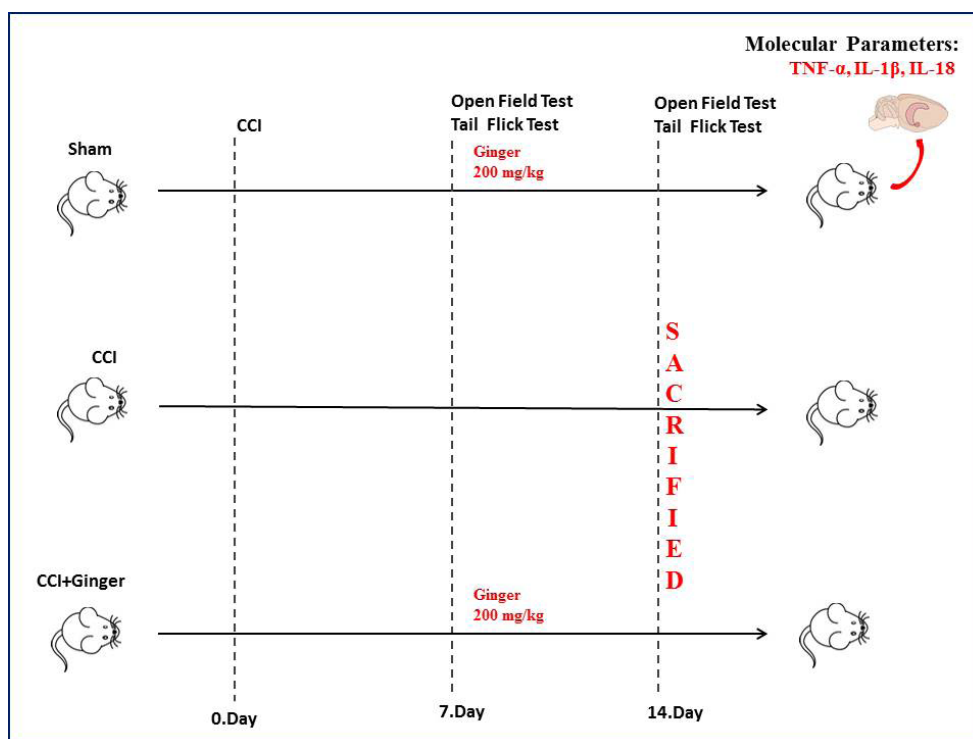 Molecular Parameters:
TNF-α, IL-1β, IL-18
Open Field Test
Tail Flick Test
Open Field Test
Tail Flick Test
CCI
Sham
Ginger
200 mg/kg
CCI
S
A
C
R
I
F
I
E
D
CCI+Ginger
Ginger
200 mg/kg
0.Day
7.Day
14.Day